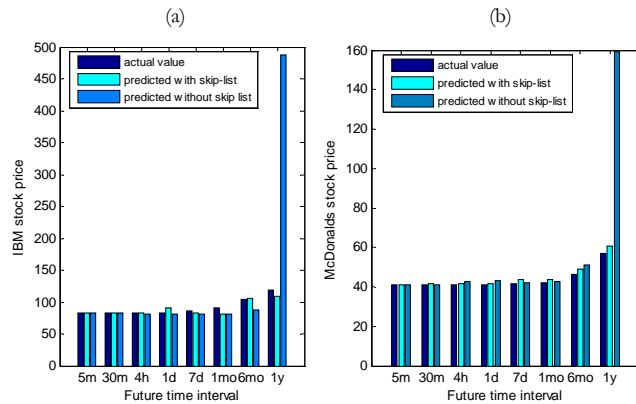 (a)
(b)
500
450
400
350
300
250
200
150
100
50
0
IBM stock price
actual value
predicted with skip-list
predicted without skip list
5m 30m 4h 1d 7d 1mo 6mo 1y
Future time interval
160
140
120
100
80
60
40
20
0
McDonalds stock price
actual value
predicted with skip-list
predicted without skip-list
5m 30m 4h 1d 7d 1mo 6mo 1y
Future time interval